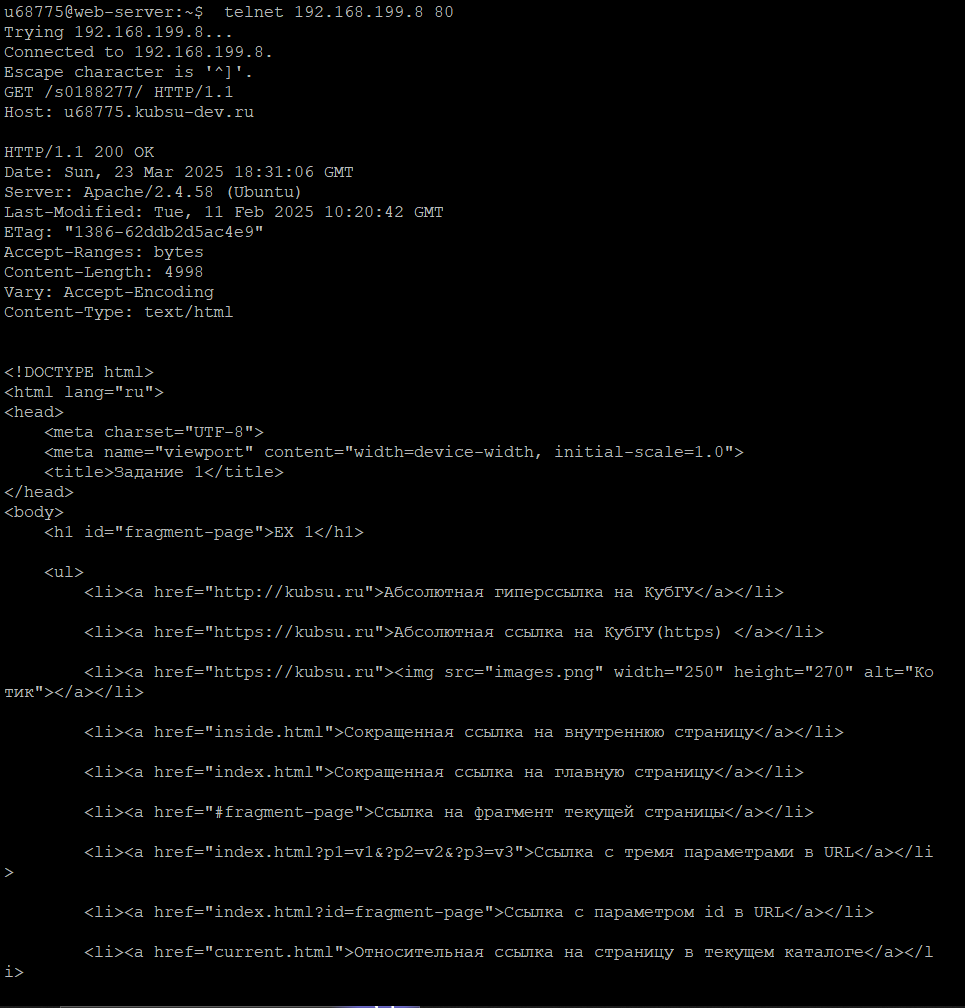 u68775@web-server:~$  telnet 192.168.199.8 80
Trying 192.168.199.8...
Connected to 192.168.199.8.
Escape character is '^]'.
GET /s0188277/ HTTP/1.1
Host: u68775.kubsu-dev.ru

HTTP/1.1 200 OK
Date: Sun, 23 Mar 2025 18:31:06 GMT
Server: Apache/2.4.58 (Ubuntu)
Last-Modified: Tue, 11 Feb 2025 10:20:42 GMT
ETag: "1386-62ddb2d5ac4e9"
Accept-Ranges: bytes
Content-Length: 4998
Vary: Accept-Encoding
Content-Type: text/html


<!DOCTYPE html>
<html lang="ru">
<head>
    <meta charset="UTF-8">
    <meta name="viewport" content="width=device-width, initial-scale=1.0">
    <title>Задание 1</title>
</head>
<body>
    <h1 id="fragment-page">EX 1</h1>

    <ul>
        <li><a href="http://kubsu.ru">Абсолютная гиперссылка на КубГУ</a></li>

        <li><a href="https://kubsu.ru">Абсолютная ссылка на КубГУ(https) </a></li>

        <li><a href="https://kubsu.ru"><img src="images.png" width="250" height="270" alt="Ко
тик"></a></li>

        <li><a href="inside.html">Сокращенная ссылка на внутреннюю страницу</a></li>

        <li><a href="index.html">Сокращенная ссылка на главную страницу</a></li>

        <li><a href="#fragment-page">Ссылка на фрагмент текущей страницы</a></li>

        <li><a href="index.html?p1=v1&?p2=v2&?p3=v3">Ссылка с тремя параметрами в URL</a></li
>

        <li><a href="index.html?id=fragment-page">Ссылка с параметром id в URL</a></li>

        <li><a href="current.html">Относительная ссылка на страницу в текущем каталоге</a></l
i>